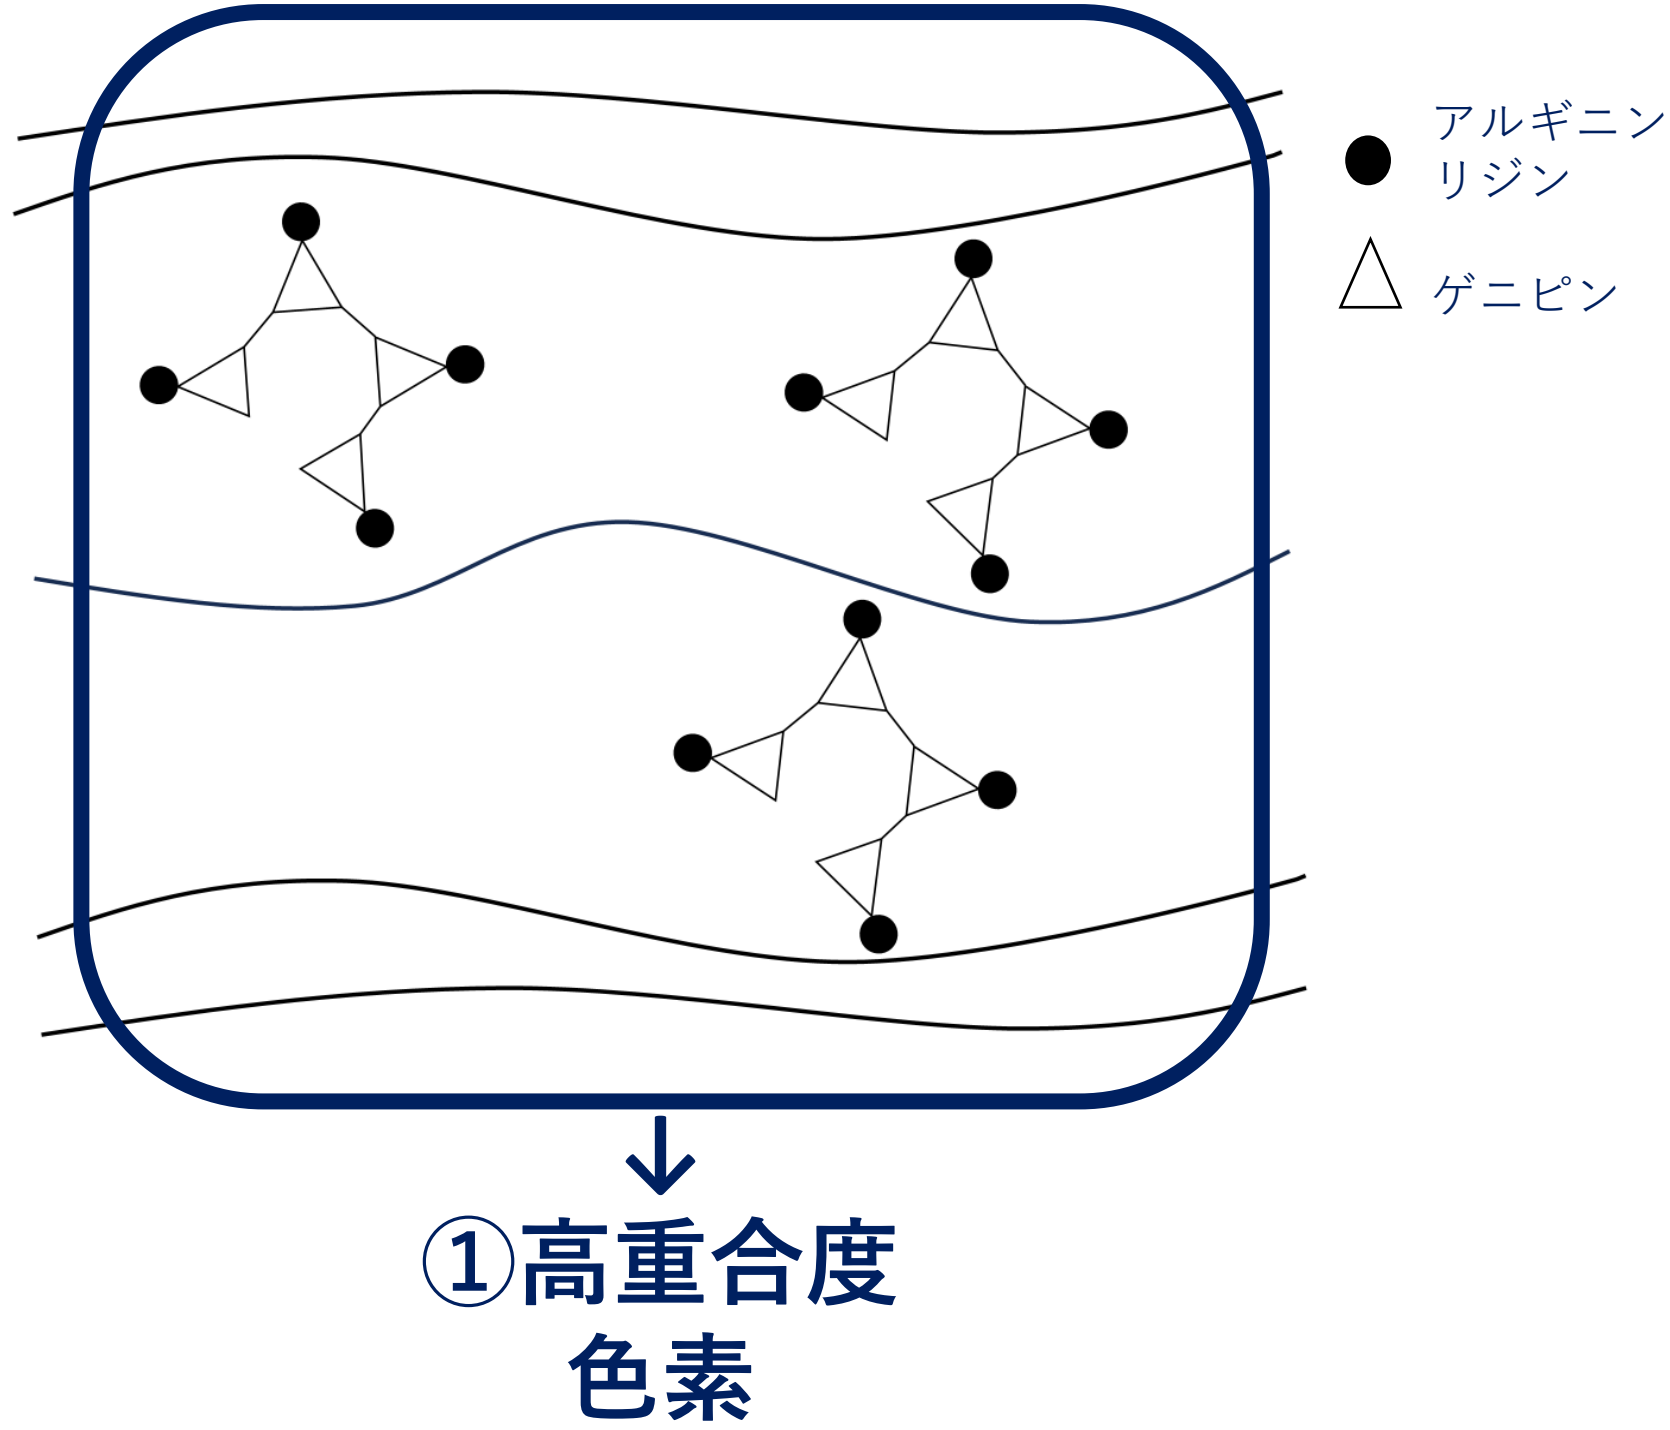 アルギニン
リジン
ゲニピン
①高重合度
色素